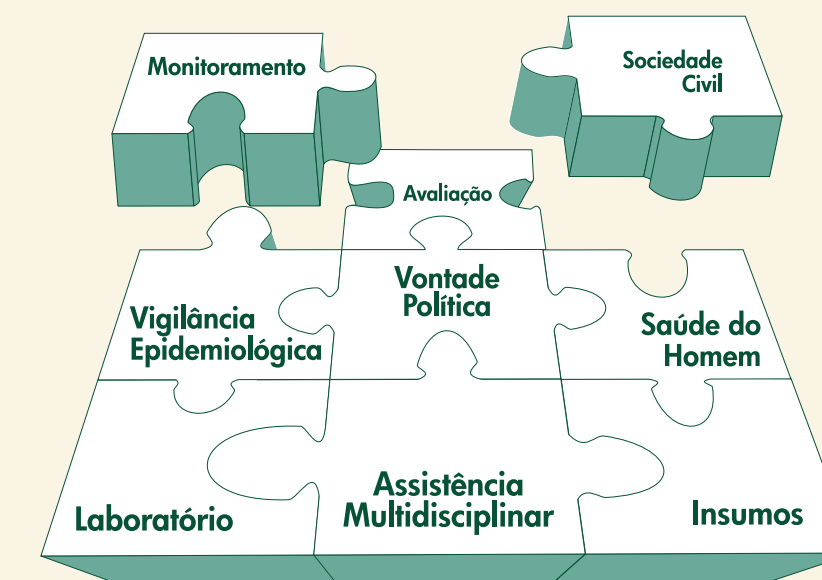 Monitoramento
Sociedade
Civil
Avaliação
Vontade
Política
Vigilância
Epidemiológica
Saúde do
Homem
Laboratório
Assistência
Multidisciplinar
Insumos